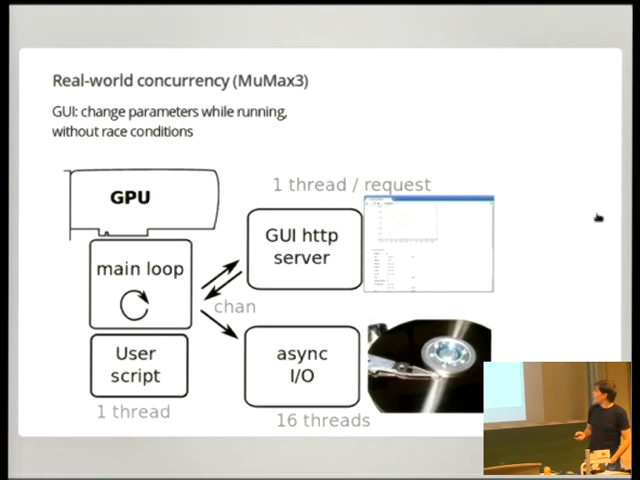 Real-world concurrency (MuMax3)
GUI: change parameters while running,
without race conditions
GPU
1 thread / request
GUI http
server
main loop
chan
User
script
async
I/O
1 thread
16 threads